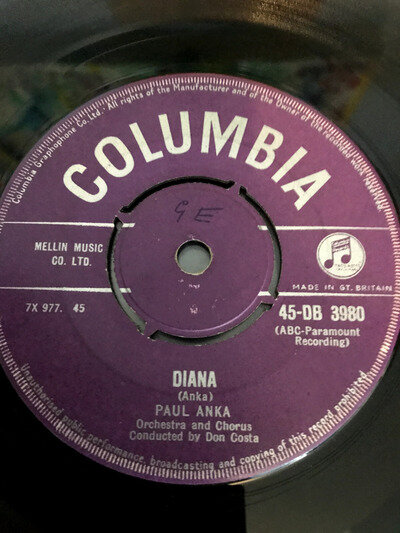 Columbia Graphophone Co. Ltd. All rights of the Manufacturer and of the Owner of the recorded work
COLUMBIA
GE
MELLIN MUSIC
CO. LTD.
MADE IN GT. BRITAIN
7X 977. 45
45-DB 3980
(ABC-Paramount
Recording)
DIANA
(Anka)
PAUL ANKA
Orchestra and Chorus
Conducted by Don Costa
Unauthorised public performance, broadcasting and copying of this record prohibited.